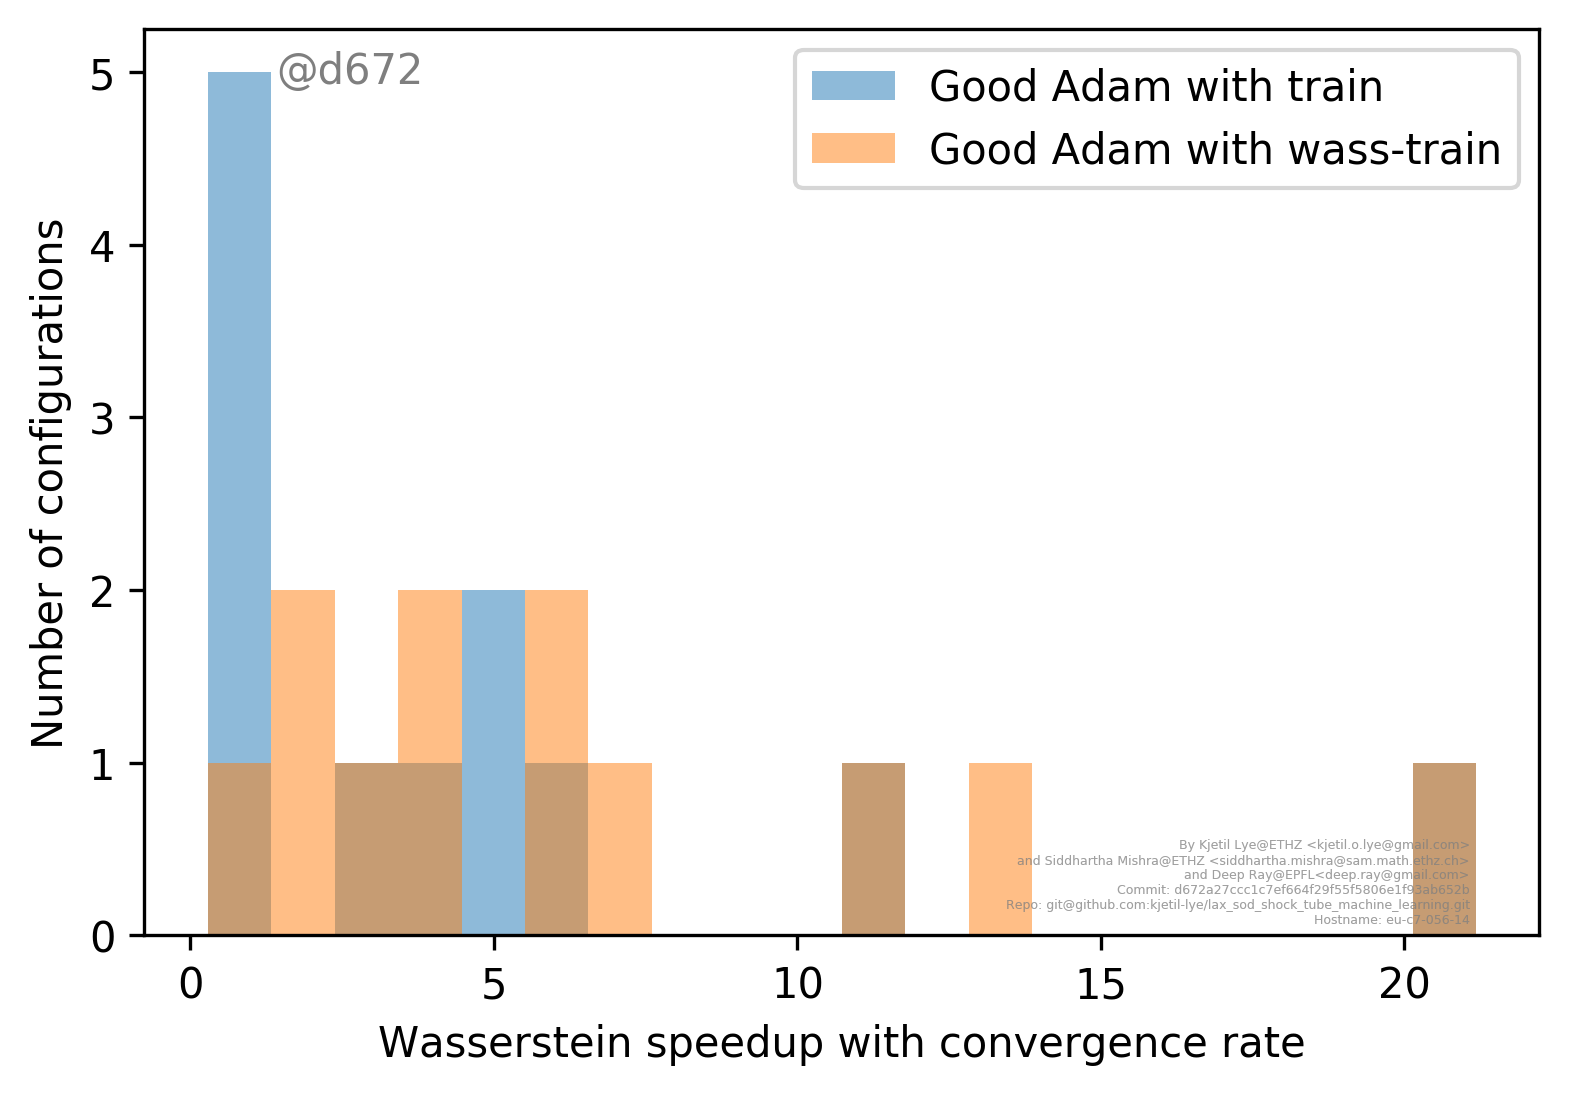 @d672
Good Adam with train
Good Adam with wass-train
Number of configurations
5
4
3
2
1
0
0 5 10 15 20
Wasserstein speedup with convergence rate
By Kjetil Lye@ETHZ <kjetil.o.lye@gmail.com>
and Siddhartha Mishra@ETHZ <siddhartha.mishra@sam.math.ethz.ch>
and Deep Ray@EPFL<deep.ray@gmail.com>
Commit: d672a27ccc1c7ef664f29f55f5806e1f93ab652b
Repo: git@github.com:kjetil-lye/lax_sod_shock_tube_machine_learning.git
Hostname: eu-c7-056-14